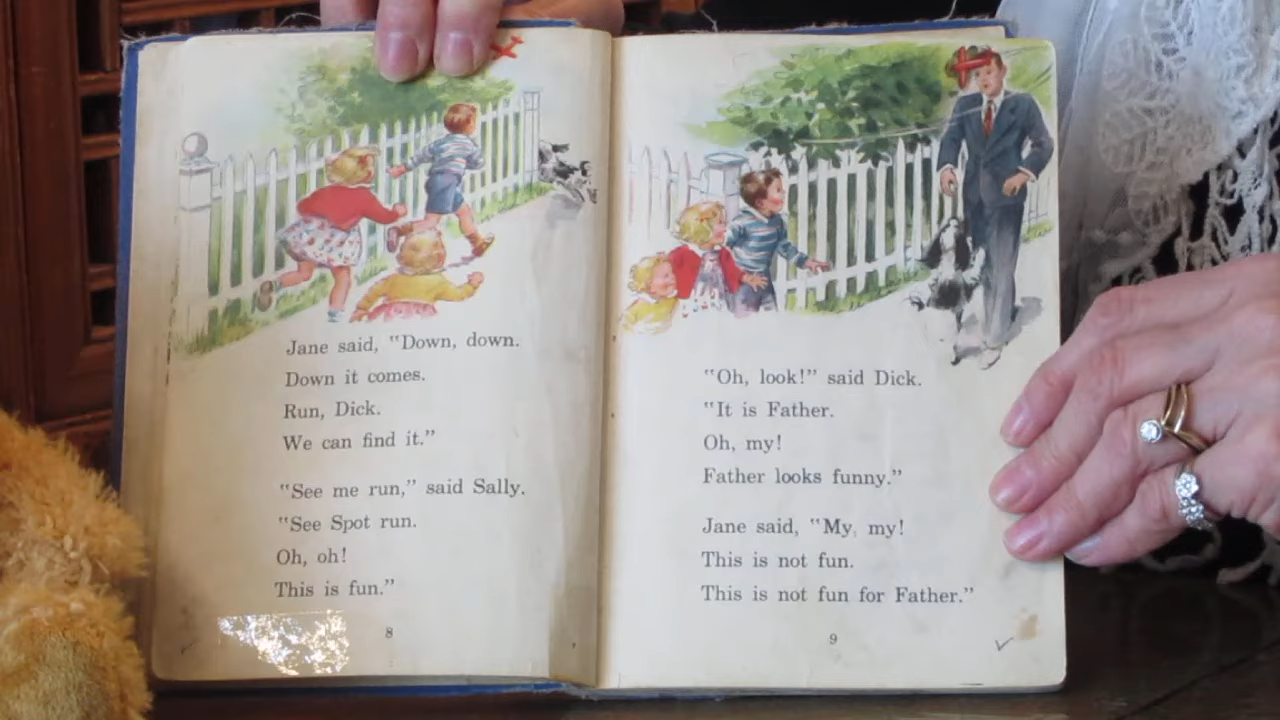 Jane said, "Down, down.
Down it comes.
Run, Dick.
We can find it."
"See me run," said Sally.
"See Spot run.
Oh, oh!
This is fun."
8
"Oh, look!" said Dick.
"It is Father.
Oh, my!
Father looks funny."
Jane said, "My, my!
This is not fun.
This is not fun for Father."
9